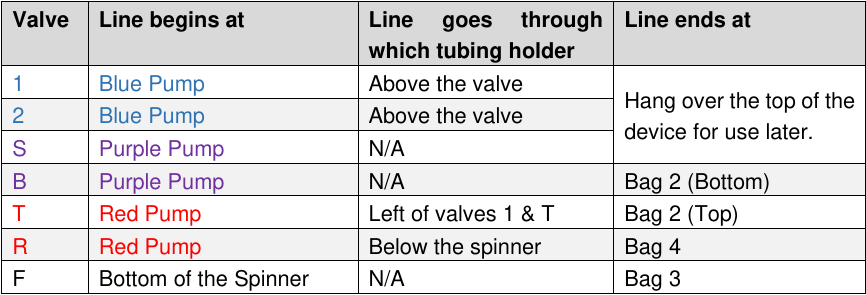 Valve Line begins at Line goes through which tubing holder Line ends at
1 Blue Pump Above the valve Hang over the top of the device for use later.
2 Blue Pump Above the valve
S Purple Pump N/A
B Purple Pump N/A Bag 2 (Bottom)
T Red Pump Left of valves 1 & T Bag 2 (Top)
R Red Pump Below the spinner Bag 4
F Bottom of the Spinner N/A Bag 3